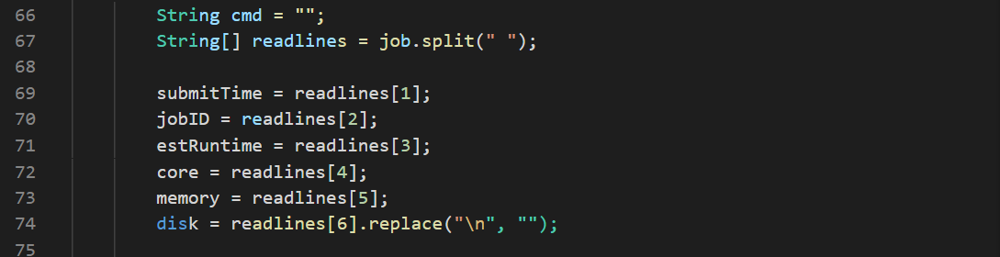 66 String cmd = "";
67 String[] readlines = job.split(" ");
68
69 submitTime = readlines[1];
70 jobID = readlines[2];
71 estRuntime = readlines[3];
72 core = readlines[4];
73 memory = readlines[5];
74 disk = readlines[6].replace("\n", "");
75